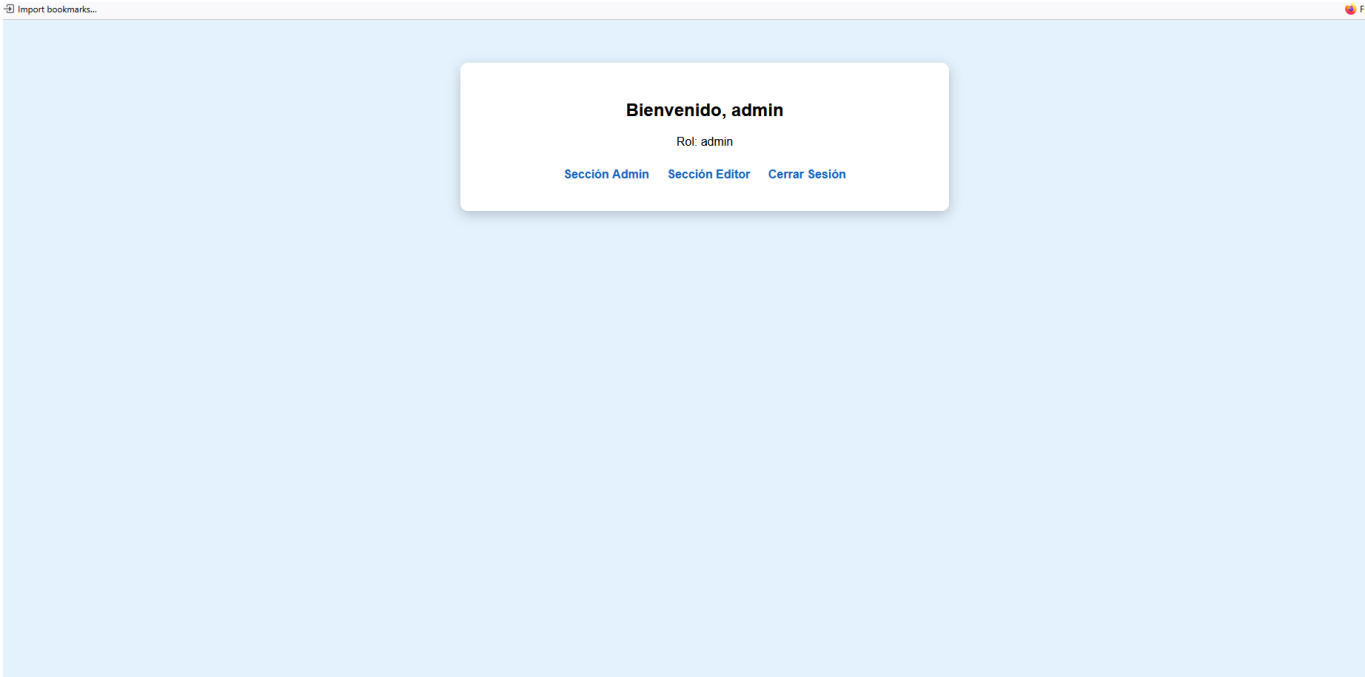 Import bookmarks...
F
Bienvenido, admin
Rol: admin
Sección Admin Sección Editor Cerrar Sesión